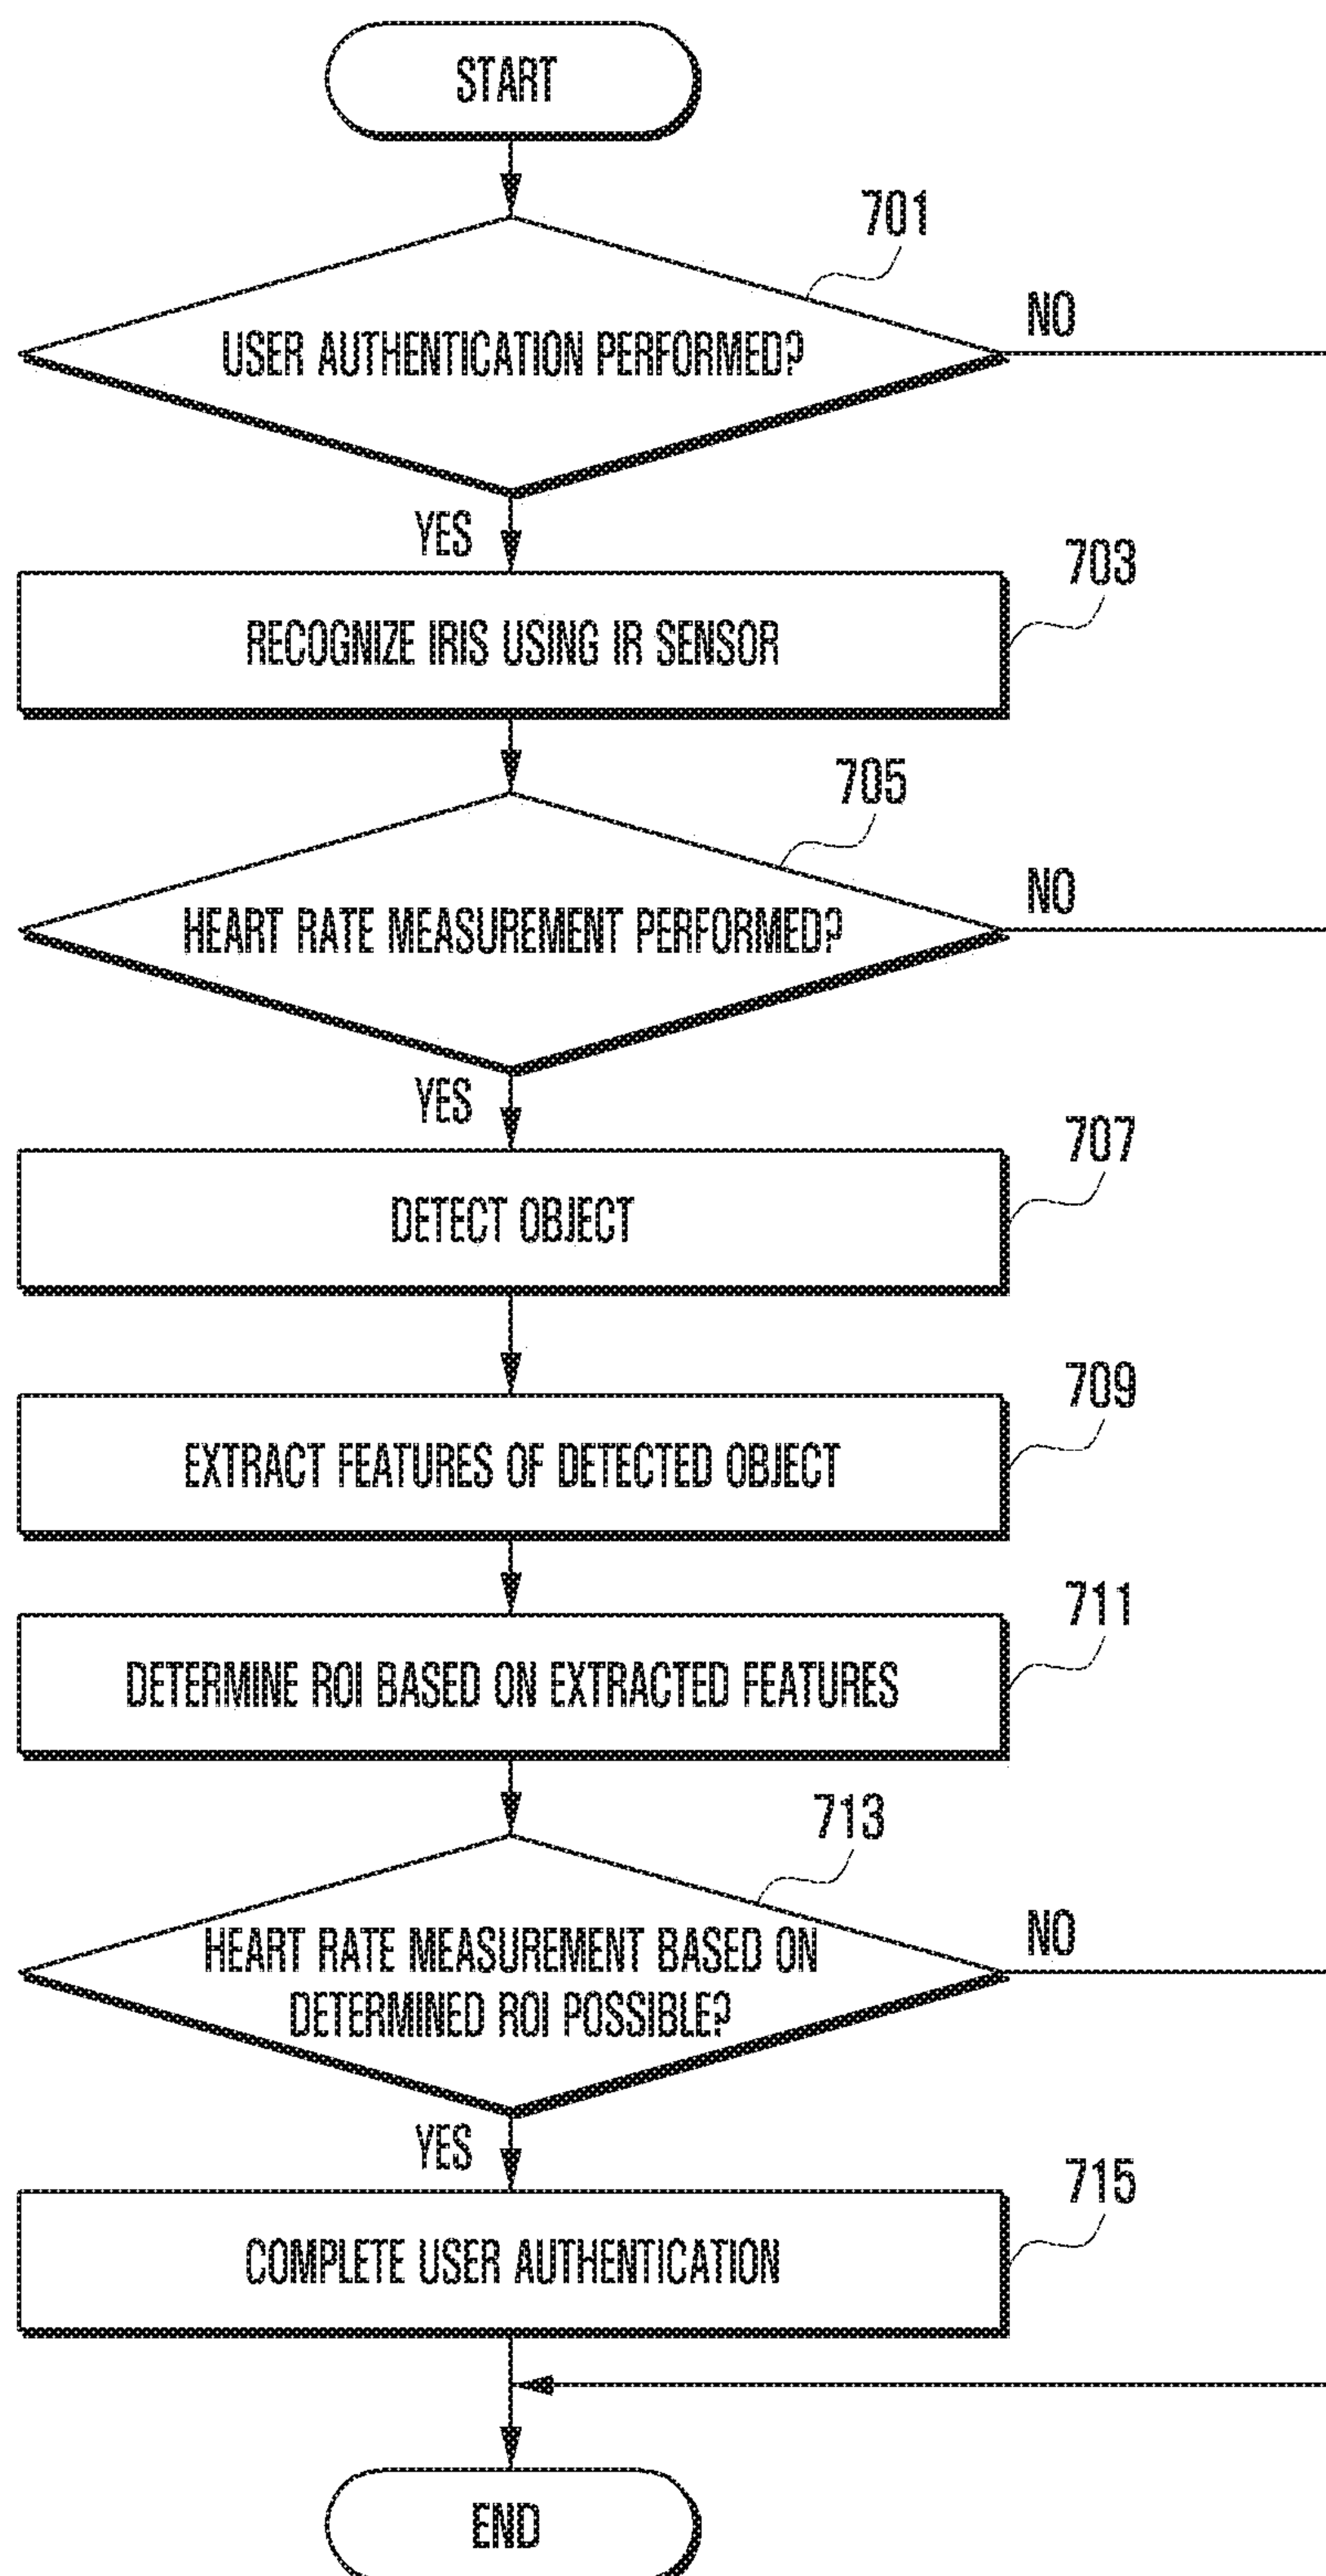 START
701
USER AUTHENTICATION PERFORMED?
NO
YES
703
RECOGNIZE IRIS USING IR SENSOR
705
HEART RATE MEASUREMENT PERFORMED?
NO
YES
707
DETECT OBJECT
709
EXTRACT FEATURES OF DETECTED OBJECT
711
DETERMINE ROI BASED ON EXTRACTED FEATURES
713
HEART RATE MEASUREMENT BASED ON
DETERMINED ROI POSSIBLE?
NO
YES
715
COMPLETE USER AUTHENTICATION
END